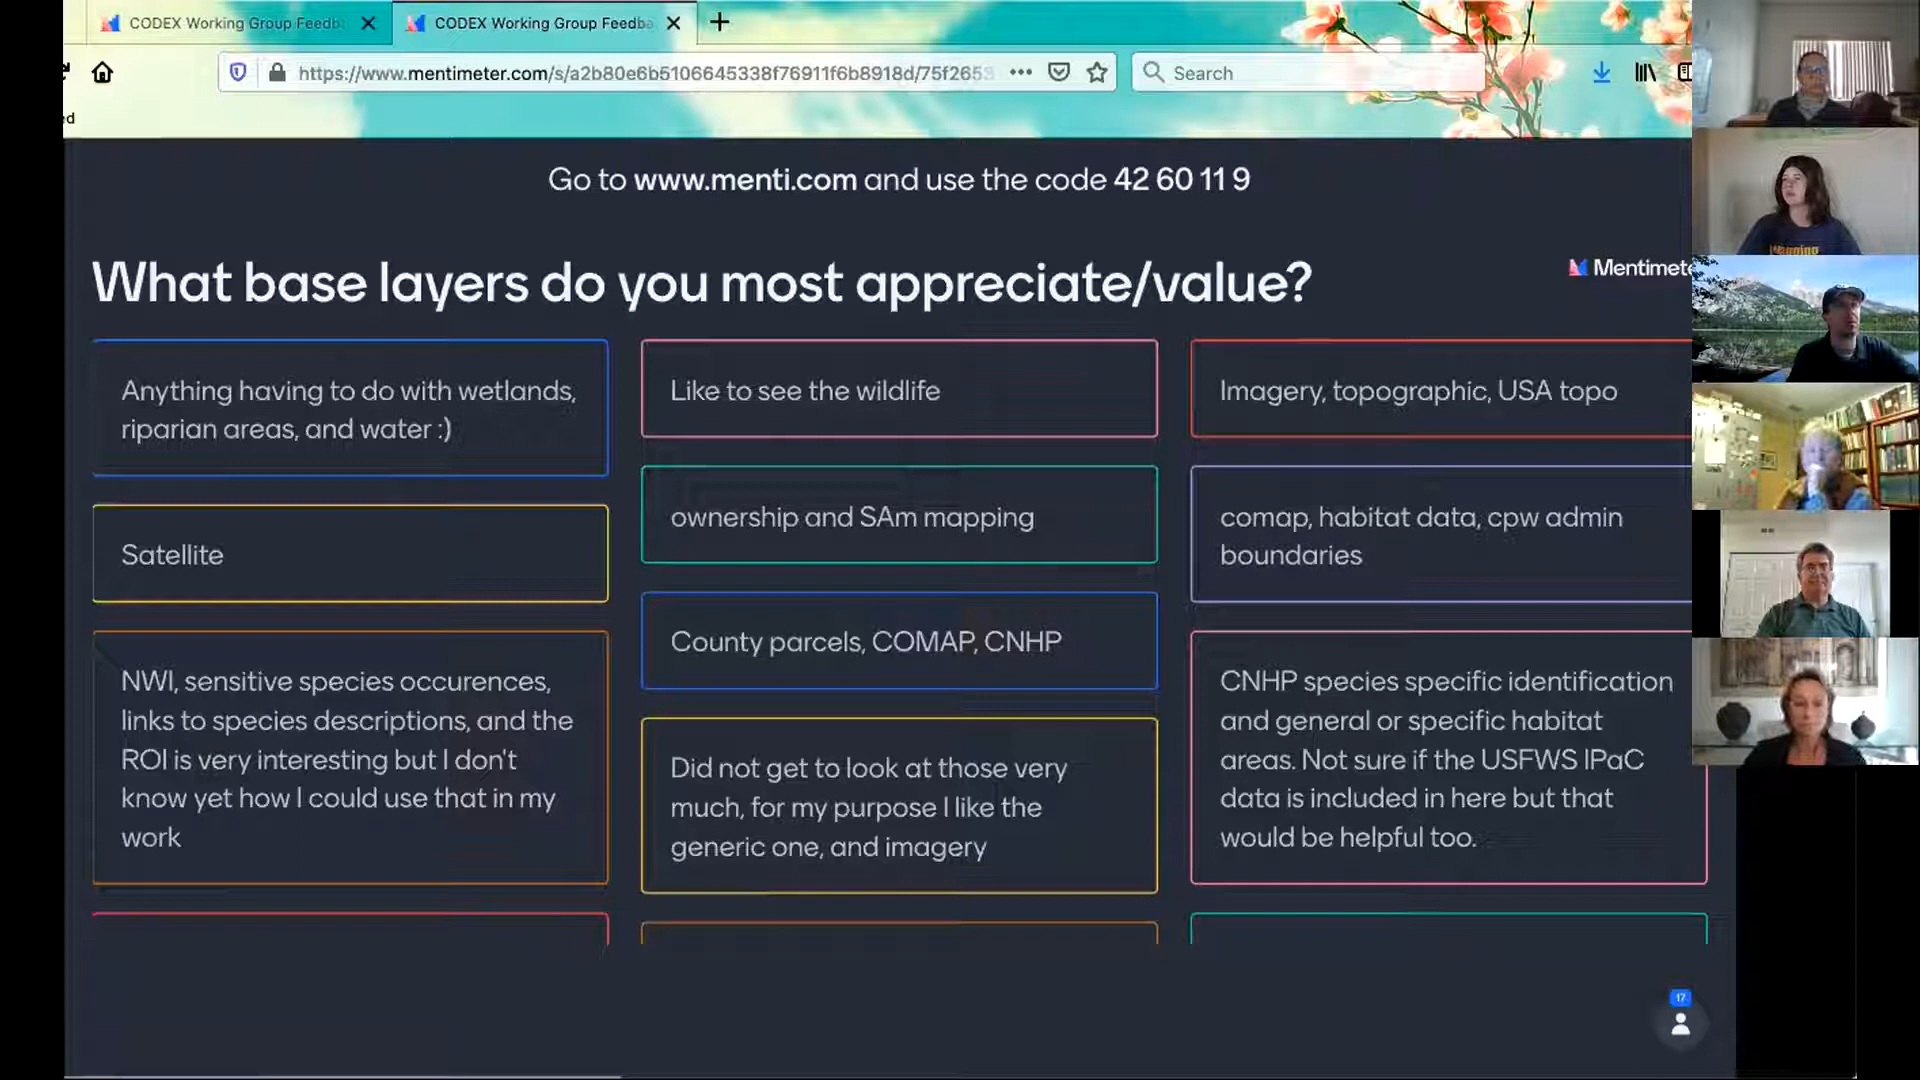 CODEX Working Group Feedb
CODEX Working Group Feedba
https://www.mentimeter.com/s/a2b80e6b5106645338f76911f6b8918d/75f2653
Search
ed
Go to www.menti.com and use the code 42 60 11 9
What base layers do you most appreciate/value?
Mentimete
Anything having to do with wetlands,
riparian areas, and water :)
Satellite
NWI, sensitive species occurences,
links to species descriptions, and the
ROI is very interesting but I don't
know yet how I could use that in my
work
Like to see the wildlife
ownership and SAm mapping
County parcels, COMAP, CNHP
Did not get to look at those very
much, for my purpose I like the
generic one, and imagery
Imagery, topographic, USA topo
comap, habitat data, cpw admin
boundaries
CNHP species specific identification
and general or specific habitat
areas. Not sure if the USFWS IPaC
data is included in here but that
would be helpful too.
17